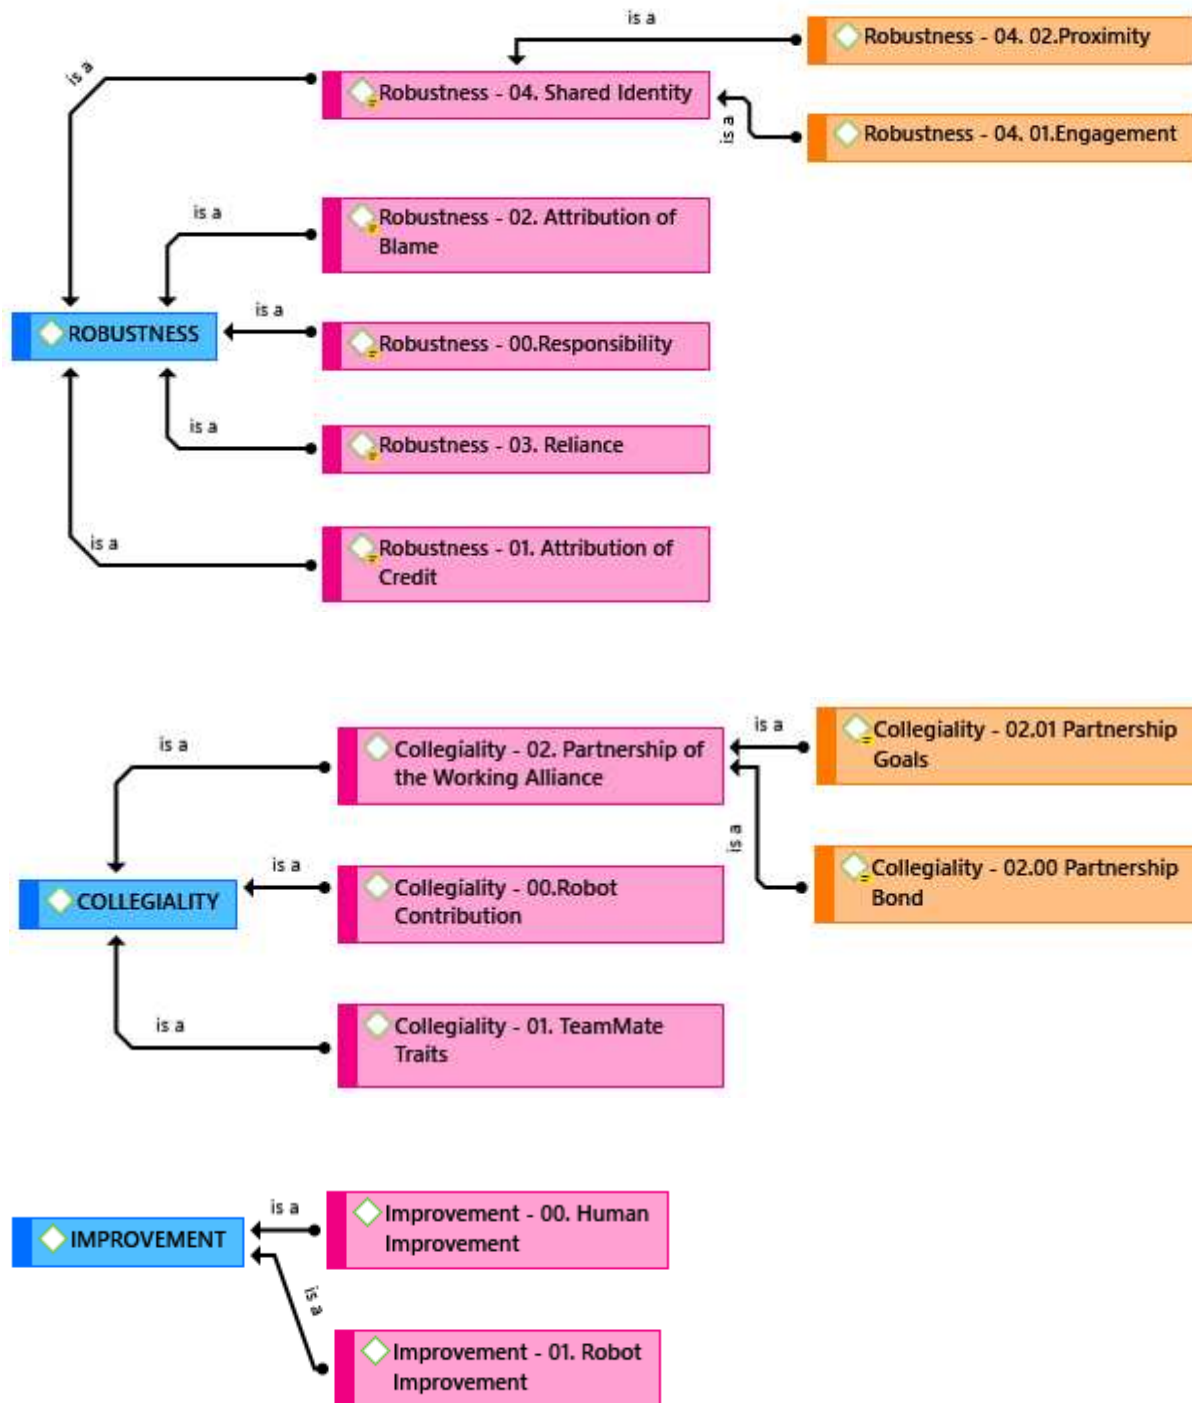 is a
Robustness - 04. 02.Proximity
is a
Robustness - 04. Shared Identity
is a
Robustness - 04. 01.Engagement
is a
Robustness - 02. Attribution of
Blame
is a
ROBUSTNESS
is a
Robustness - 00.Responsibility
is a
Robustness - 03. Reliance
is a
Robustness - 01. Attribution of
Credit
is a
Collegiality - 02. Partnership of
the Working Alliance
is a
Collegiality - 02.01 Partnership
Goals
is a
Collegiality - 02.00 Partnership
Bond
COLLEGIALITY
is a
Collegiality - 00.Robot
Contribution
is a
Collegiality - 01. TeamMate
Traits
IMPROVEMENT
is a
Improvement - 00. Human
Improvement
is a
Improvement - 01. Robot
Improvement